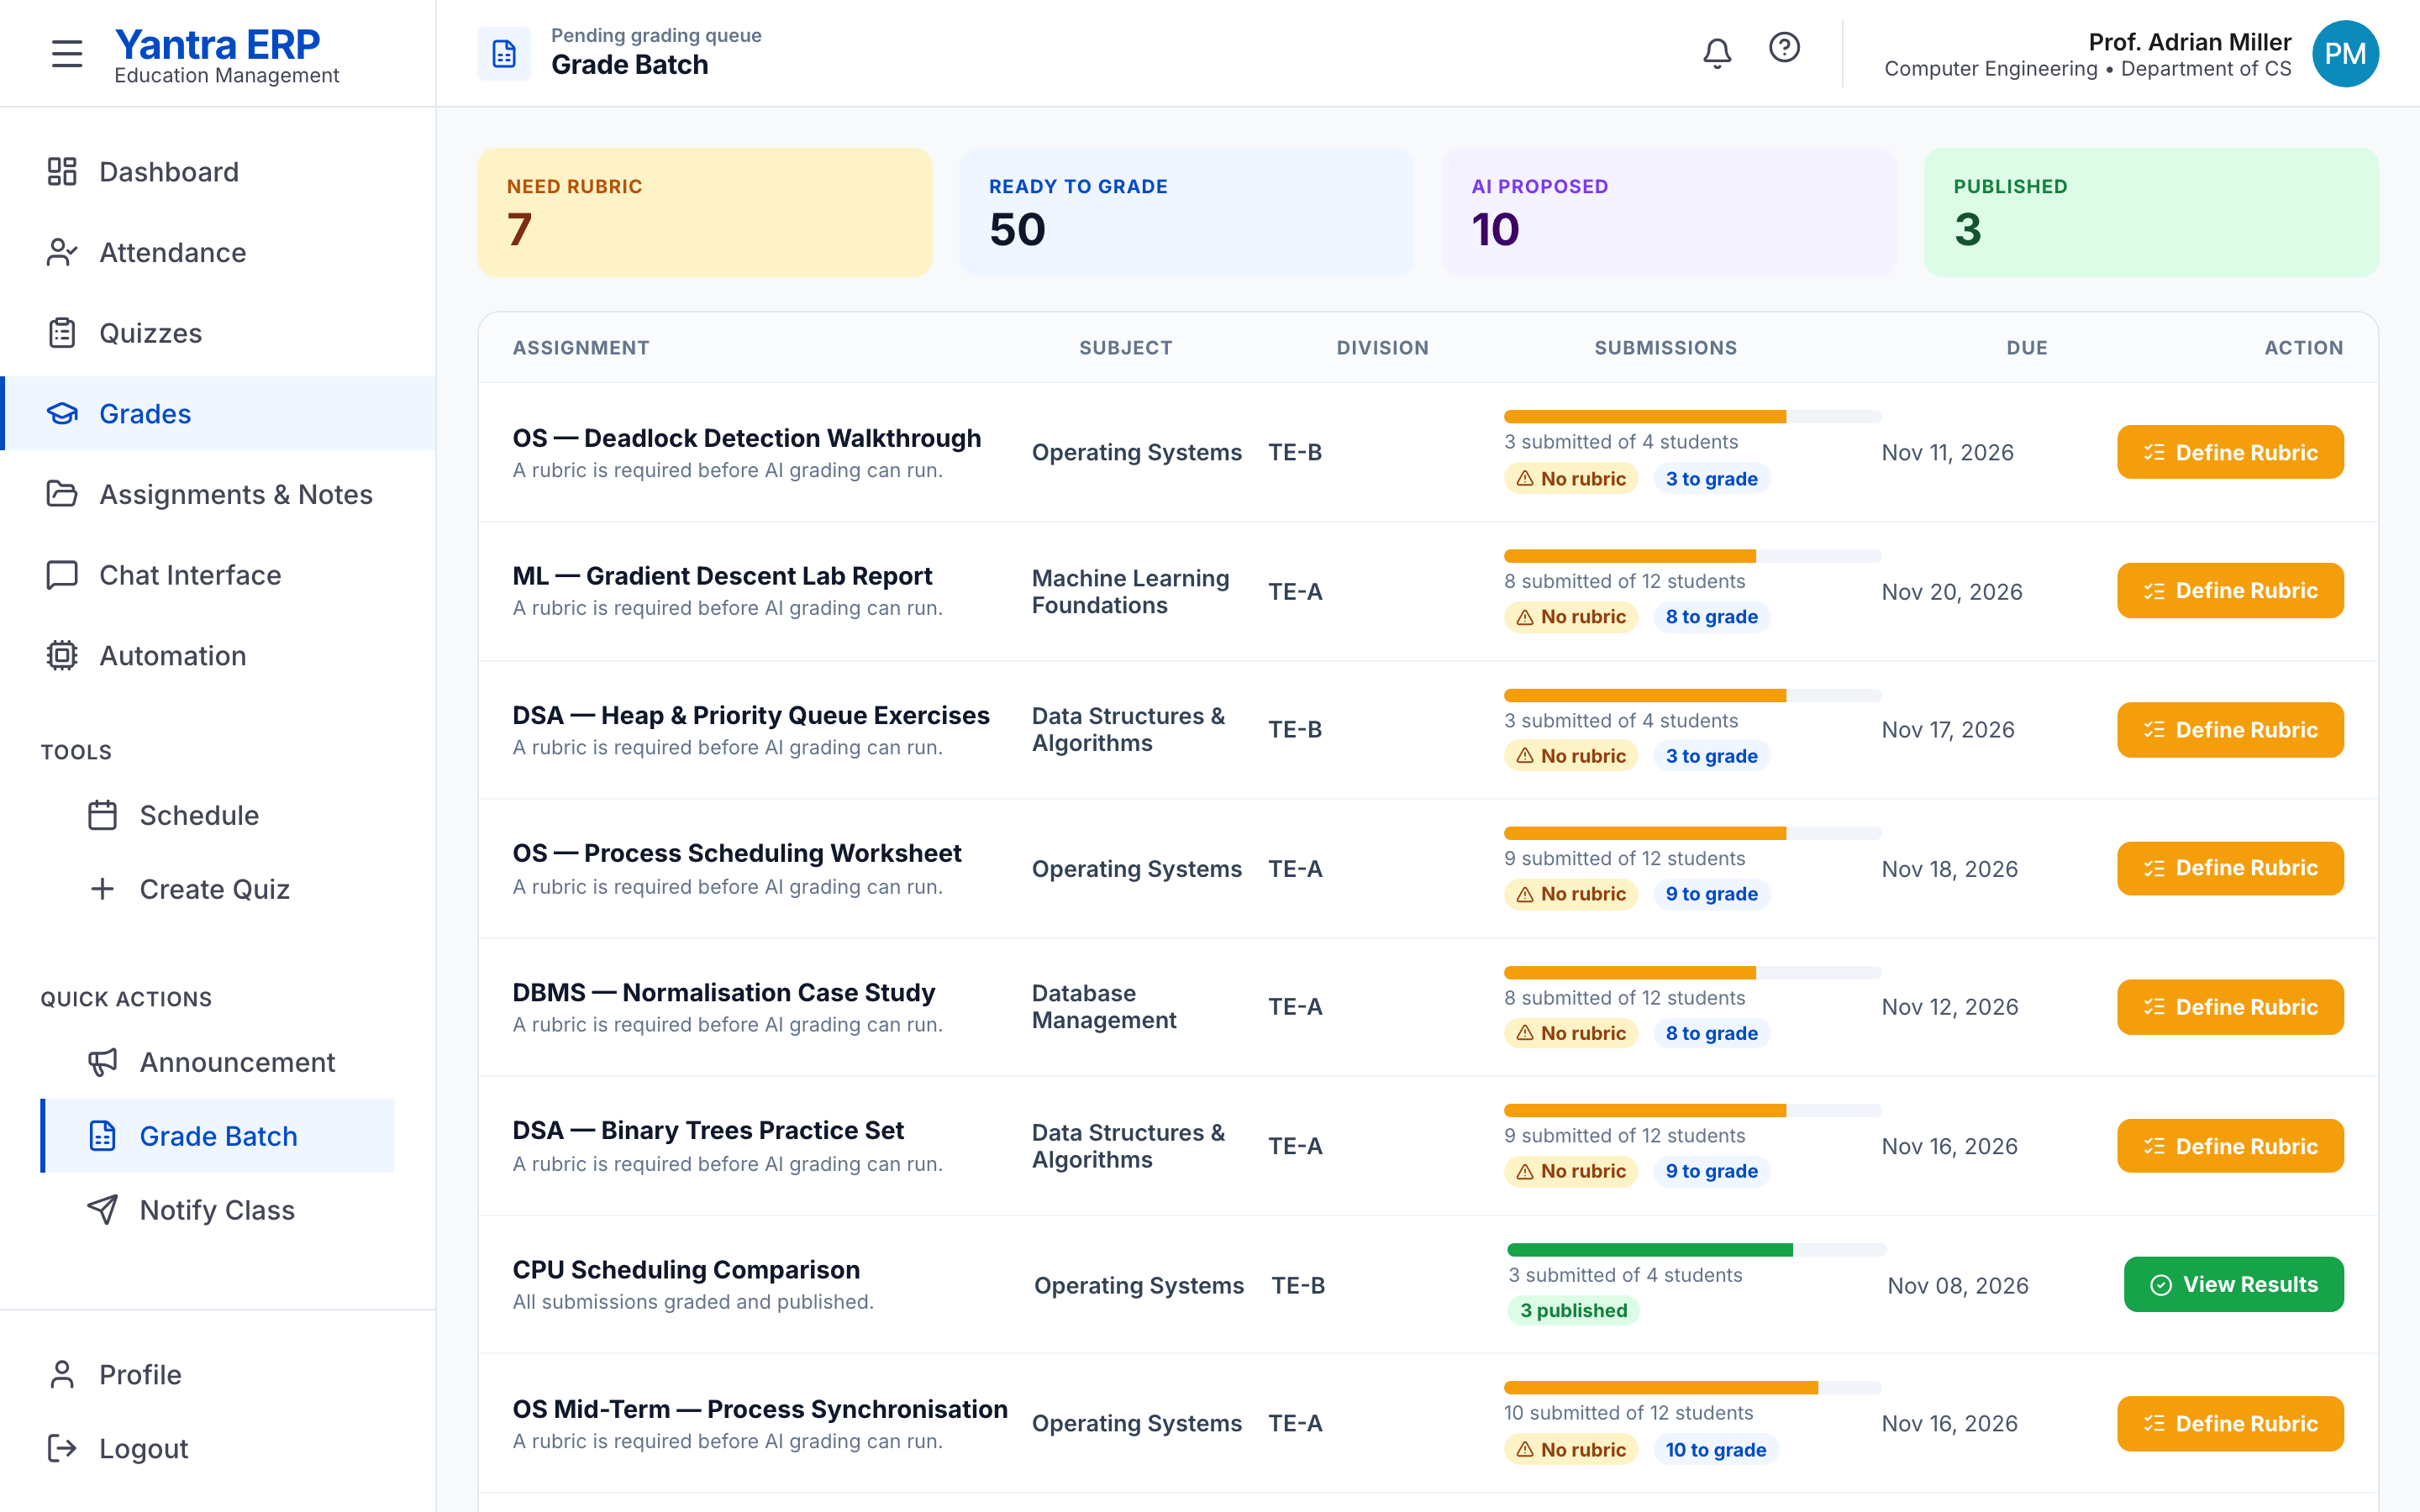 Yantra ERP
Education Management
Pending grading queue
Grade Batch
Prof. Adrian Miller
Computer Engineering • Department of CS
PM
Dashboard
Attendance
Quizzes
Grades
Assignments & Notes
Chat Interface
Automation
TOOLS
Schedule
Create Quiz
QUICK ACTIONS
Announcement
Grade Batch
Notify Class
Profile
Logout
NEED RUBRIC
7
READY TO GRADE
50
AI PROPOSED
10
PUBLISHED
3
ASSIGNMENT SUBJECT DIVISION SUBMISSIONS DUE ACTION
OS — Deadlock Detection Walkthrough
A rubric is required before AI grading can run.
Operating Systems
TE-B
3 submitted of 4 students
No rubric
3 to grade
Nov 11, 2026
Define Rubric
ML — Gradient Descent Lab Report
A rubric is required before AI grading can run.
Machine Learning
Foundations
TE-A
8 submitted of 12 students
No rubric
8 to grade
Nov 20, 2026
Define Rubric
DSA — Heap & Priority Queue Exercises
A rubric is required before AI grading can run.
Data Structures &
Algorithms
TE-B
3 submitted of 4 students
No rubric
3 to grade
Nov 17, 2026
Define Rubric
OS — Process Scheduling Worksheet
A rubric is required before AI grading can run.
Operating Systems
TE-A
9 submitted of 12 students
No rubric
9 to grade
Nov 18, 2026
Define Rubric
DBMS — Normalisation Case Study
A rubric is required before AI grading can run.
Database
Management
TE-A
8 submitted of 12 students
No rubric
8 to grade
Nov 12, 2026
Define Rubric
DSA — Binary Trees Practice Set
A rubric is required before AI grading can run.
Data Structures &
Algorithms
TE-A
9 submitted of 12 students
No rubric
9 to grade
Nov 16, 2026
Define Rubric
CPU Scheduling Comparison
All submissions graded and published.
Operating Systems
TE-B
3 submitted of 4 students
3 published
Nov 08, 2026
View Results
OS Mid-Term — Process Synchronisation
A rubric is required before AI grading can run.
Operating Systems
TE-A
10 submitted of 12 students
No rubric
10 to grade
Nov 16, 2026
Define Rubric